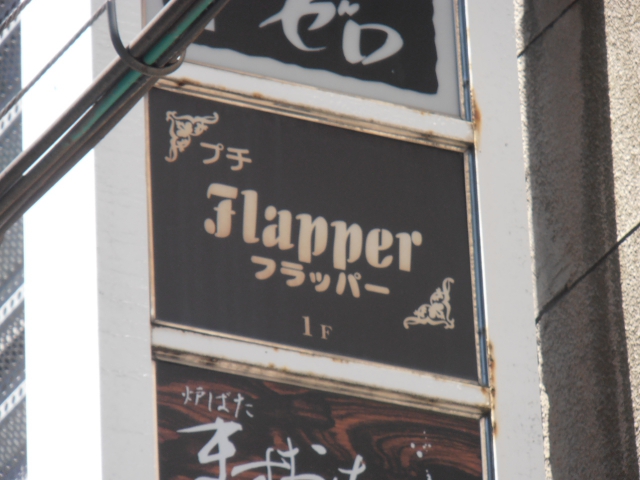 ゼロ
プチ
Flapper
フラッパー
1F
炉ばた